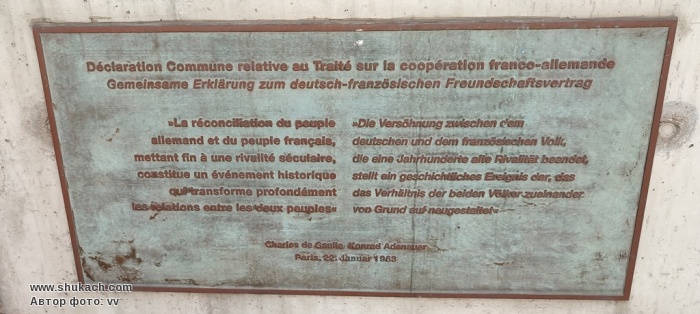 Déclaration Commune relative au Traité sur la coopération franco-allemande
Gemeinsame Erklärung zum deutsch-französischen Freundschaftsvertrag
»La réconciliation du peuple
allemand et du peuple français,
mettant fin à une rivalité séculaire,
constitue un événement historique
qui transforme profondément
les relations entre les deux peuples«
»Die Versöhnung zwischen dem
deutschen und dem französischen Volk,
die eine Jahrhunderte alte Rivalität beendet,
stellt ein geschichtliches Ereignis dar, das
das Verhältnis der beiden Völker zueinander
von Grund auf neugestaltet«
Charles de Gaulle, Konrad Adenauer
Paris, 22. Januar 1963
www.shukach.com
Автор фото: vv